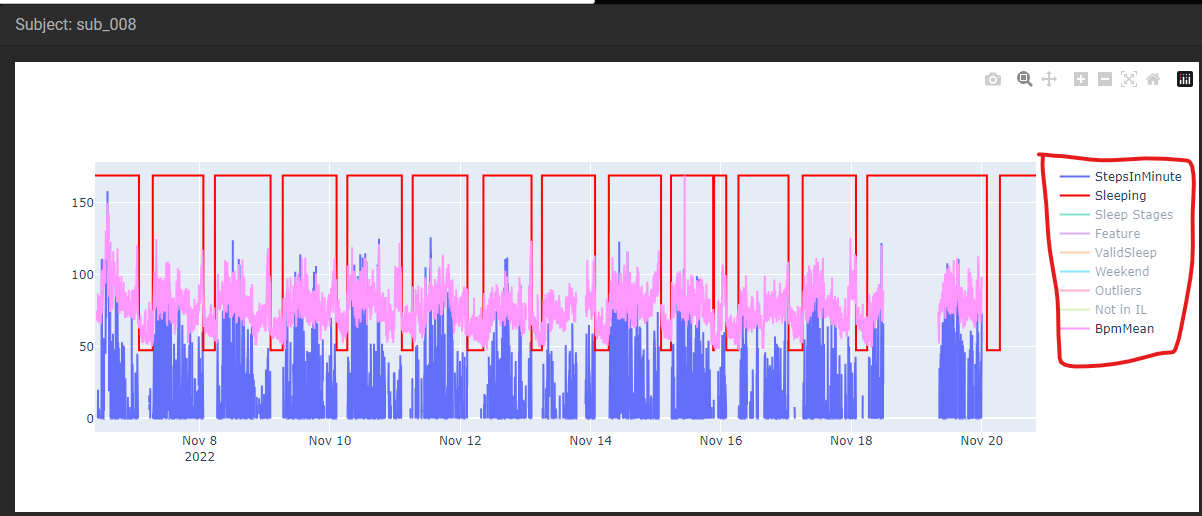 Subject: sub_008
StepsInMinute
Sleeping
Sleep Stages
Feature
ValidSleep
Weekend
Outliers
Not in IL
BpmMean
150
100
50
0
Nov 8
2022
Nov 10
Nov 12
Nov 14
Nov 16
Nov 18
Nov 20